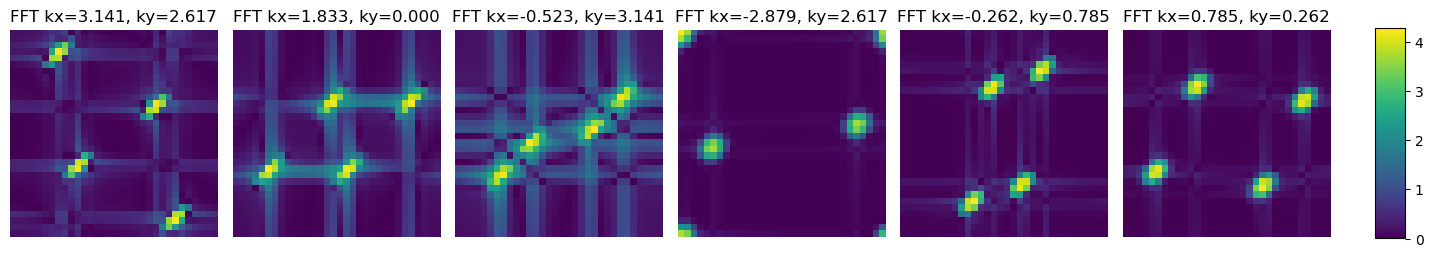 FFT kx=3.141, ky=2.617
FFT kx=1.833, ky=0.000
FFT kx=-0.523, ky=3.141
FFT kx=-2.879, ky=2.617
FFT kx=-0.262, ky=0.785
FFT kx=0.785, ky=0.262
4
3
2
1
0